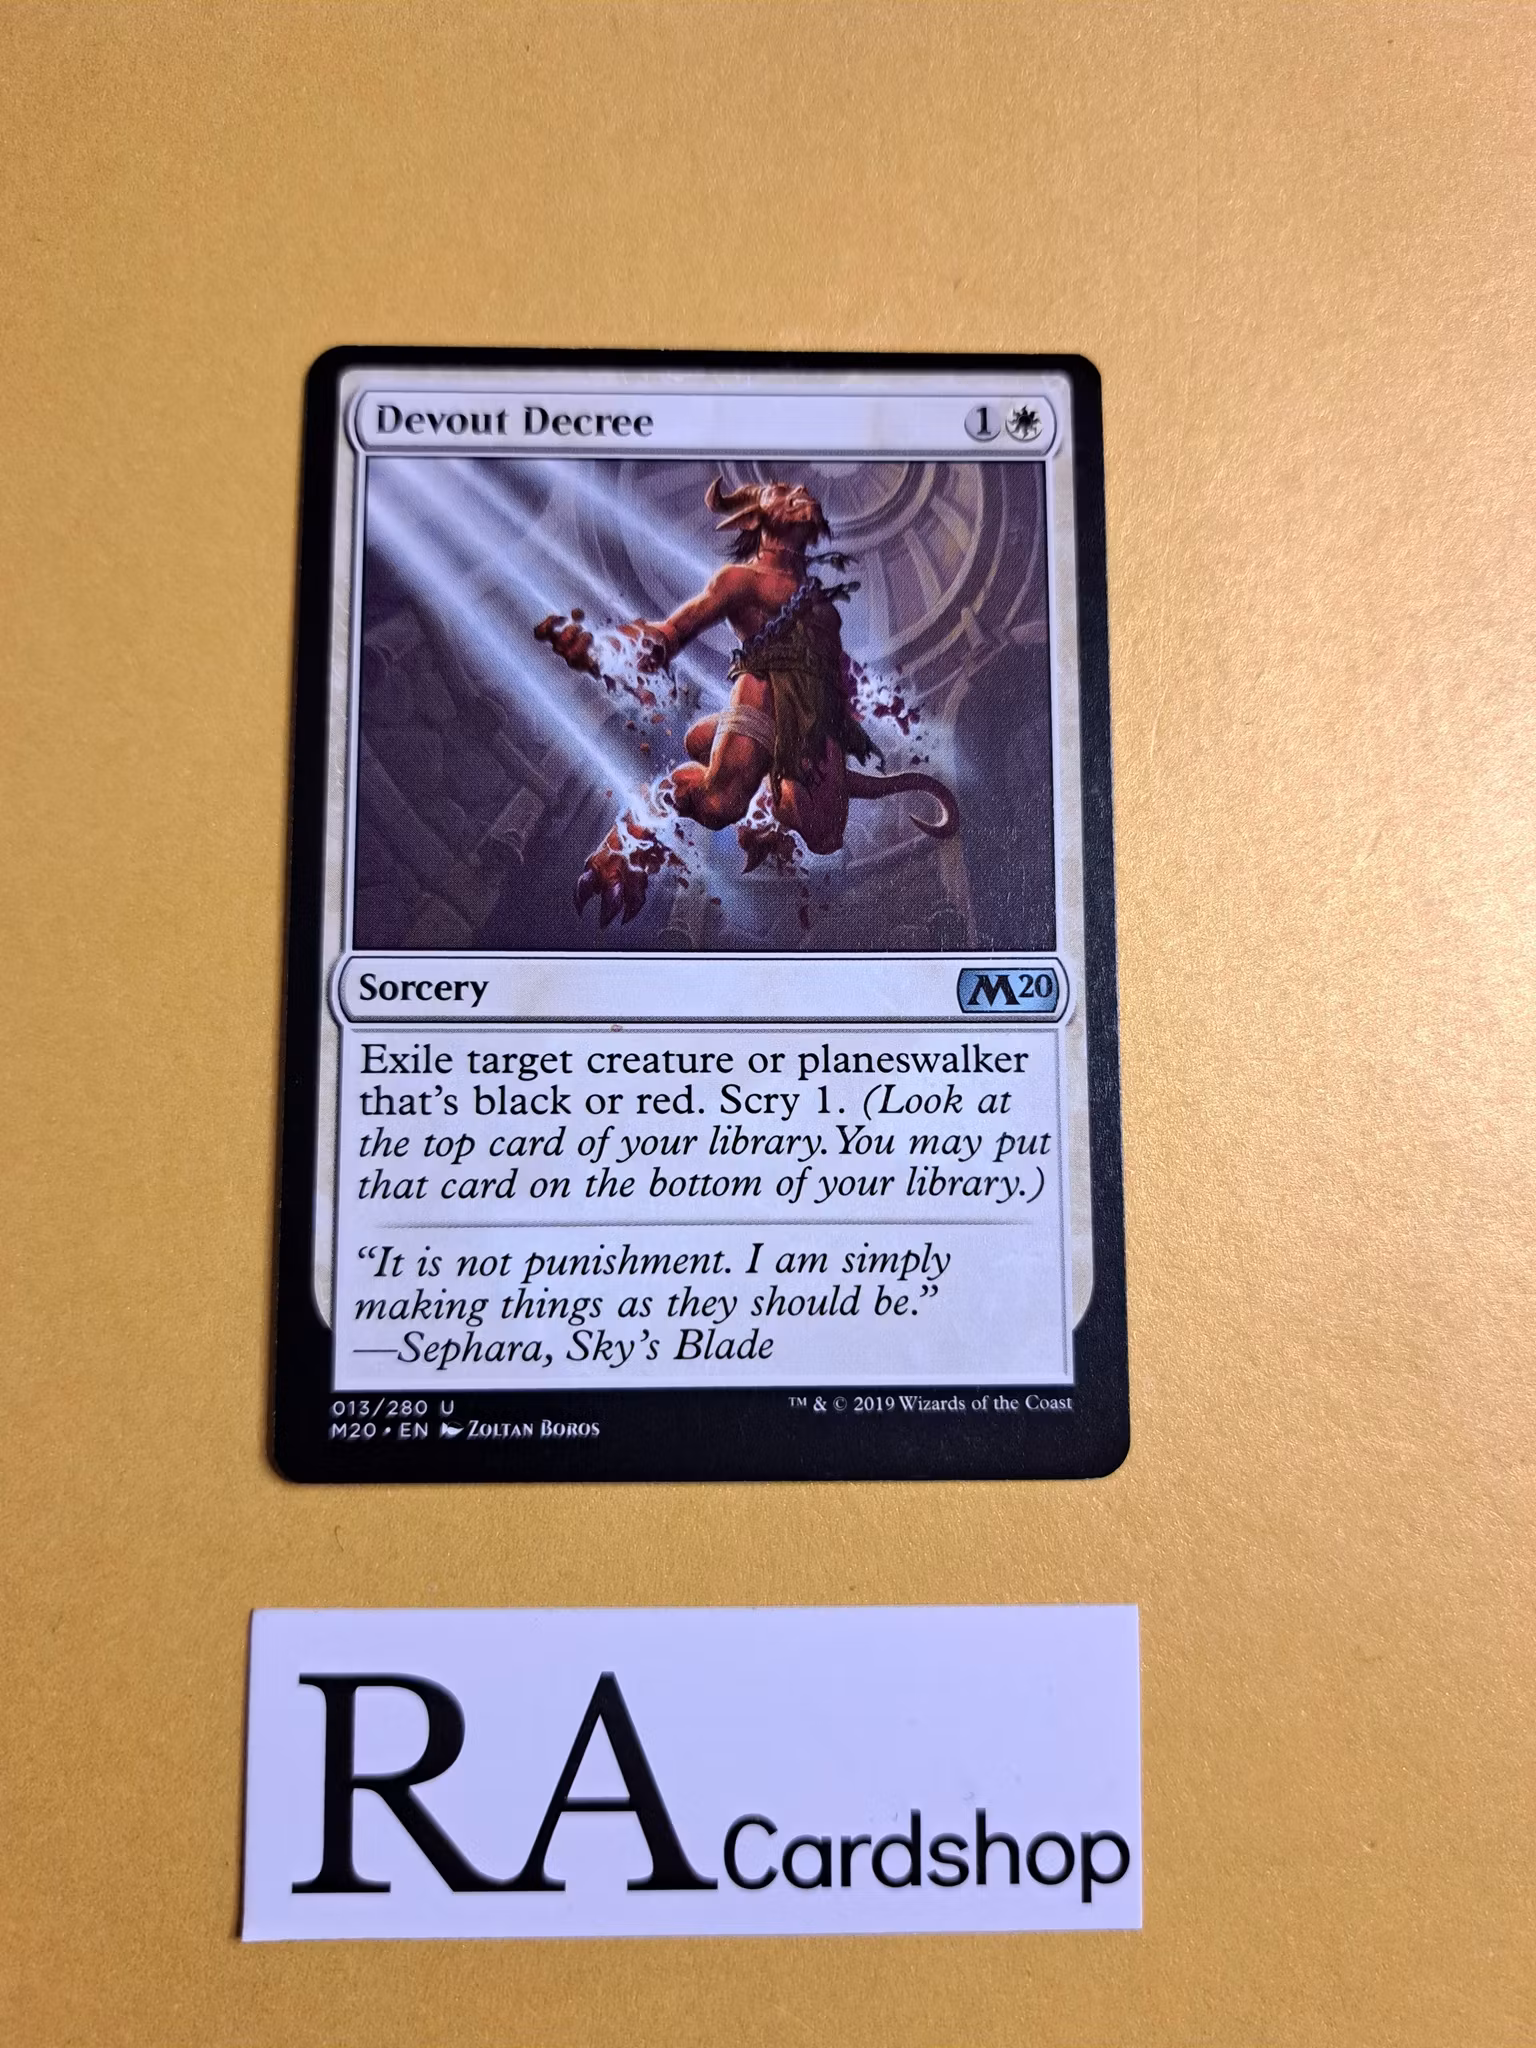 Devout Decree 1
Sorcery M20
Exile target creature or planeswalker
that's black or red. Scry 1. (Look at
the top card of your library. You may put
that card on the bottom of your library.)
“It is not punishment. I am simply
making things as they should be.”
—Sephara, Sky's Blade
013/280 U ™ & © 2019 Wizards of the Coast
M20 • EN Zoltan Boros
RA Cardshop